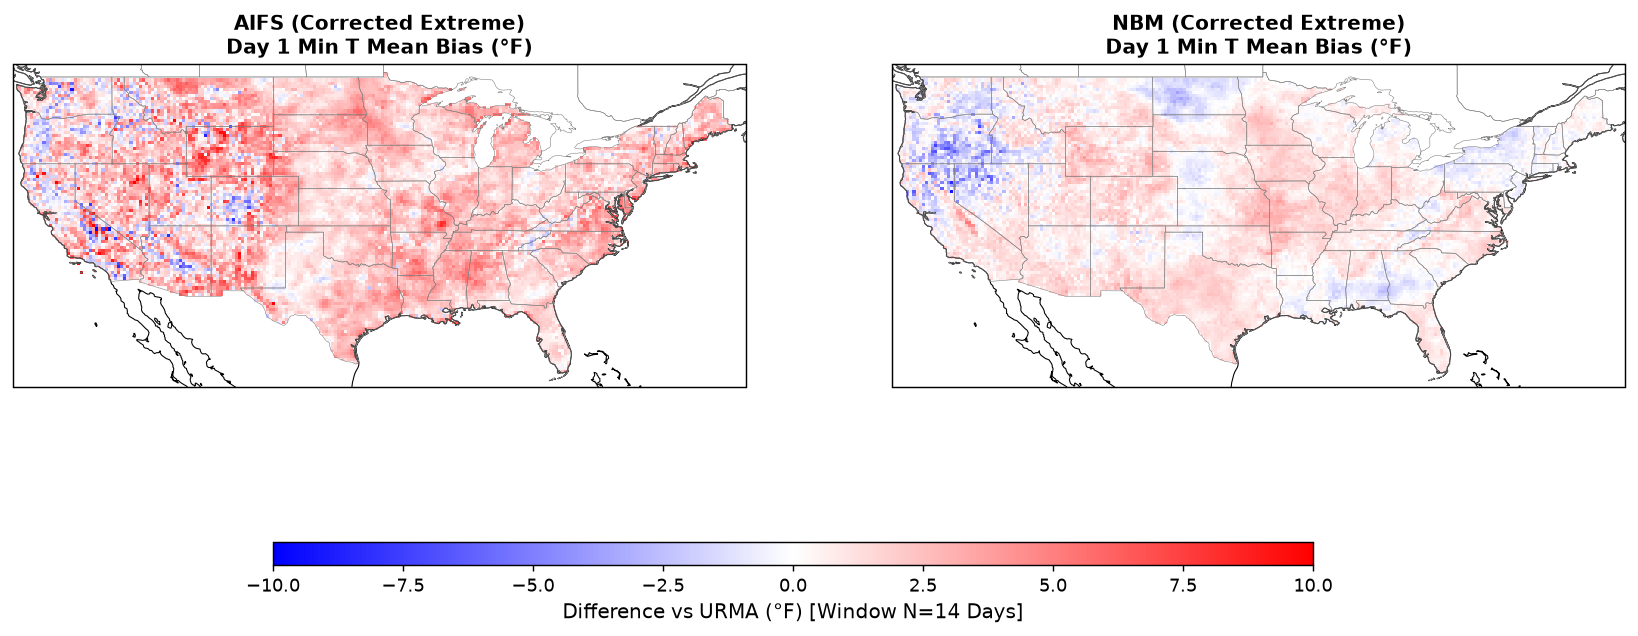 AIFS (Corrected Extreme)
Day 1 Min T Mean Bias (°F)
NBM (Corrected Extreme)
Day 1 Min T Mean Bias (°F)
−10.0 −7.5 −5.0 −2.5 0.0 2.5 5.0 7.5 10.0
Difference vs URMA (°F) [Window N=14 Days]